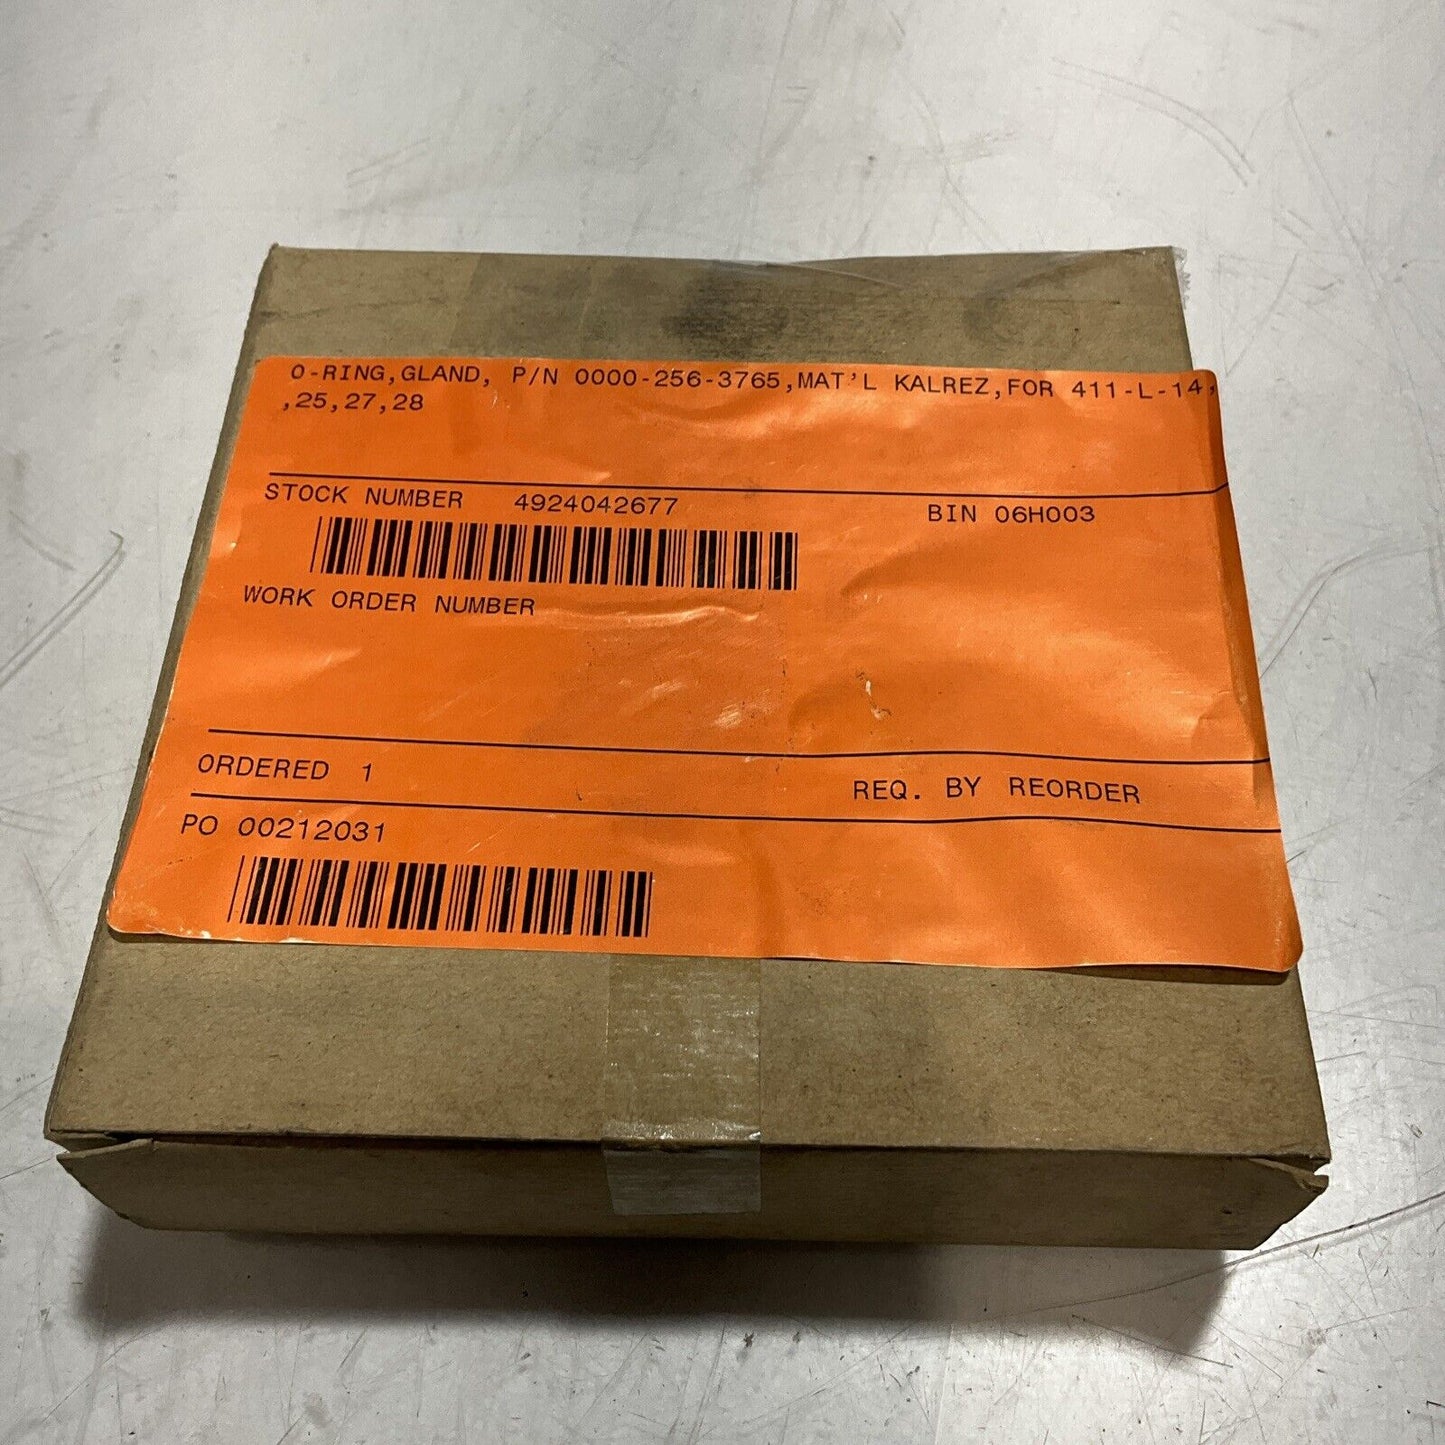 O-RING,GLAND, P/N 0000-256-3765,MAT'L KALREZ,FOR 411-L-14,
,25,27,28
STOCK NUMBER 4924042677 BIN 06H003
WORK ORDER NUMBER
ORDERED 1 REQ. BY REORDER
PO 00212031